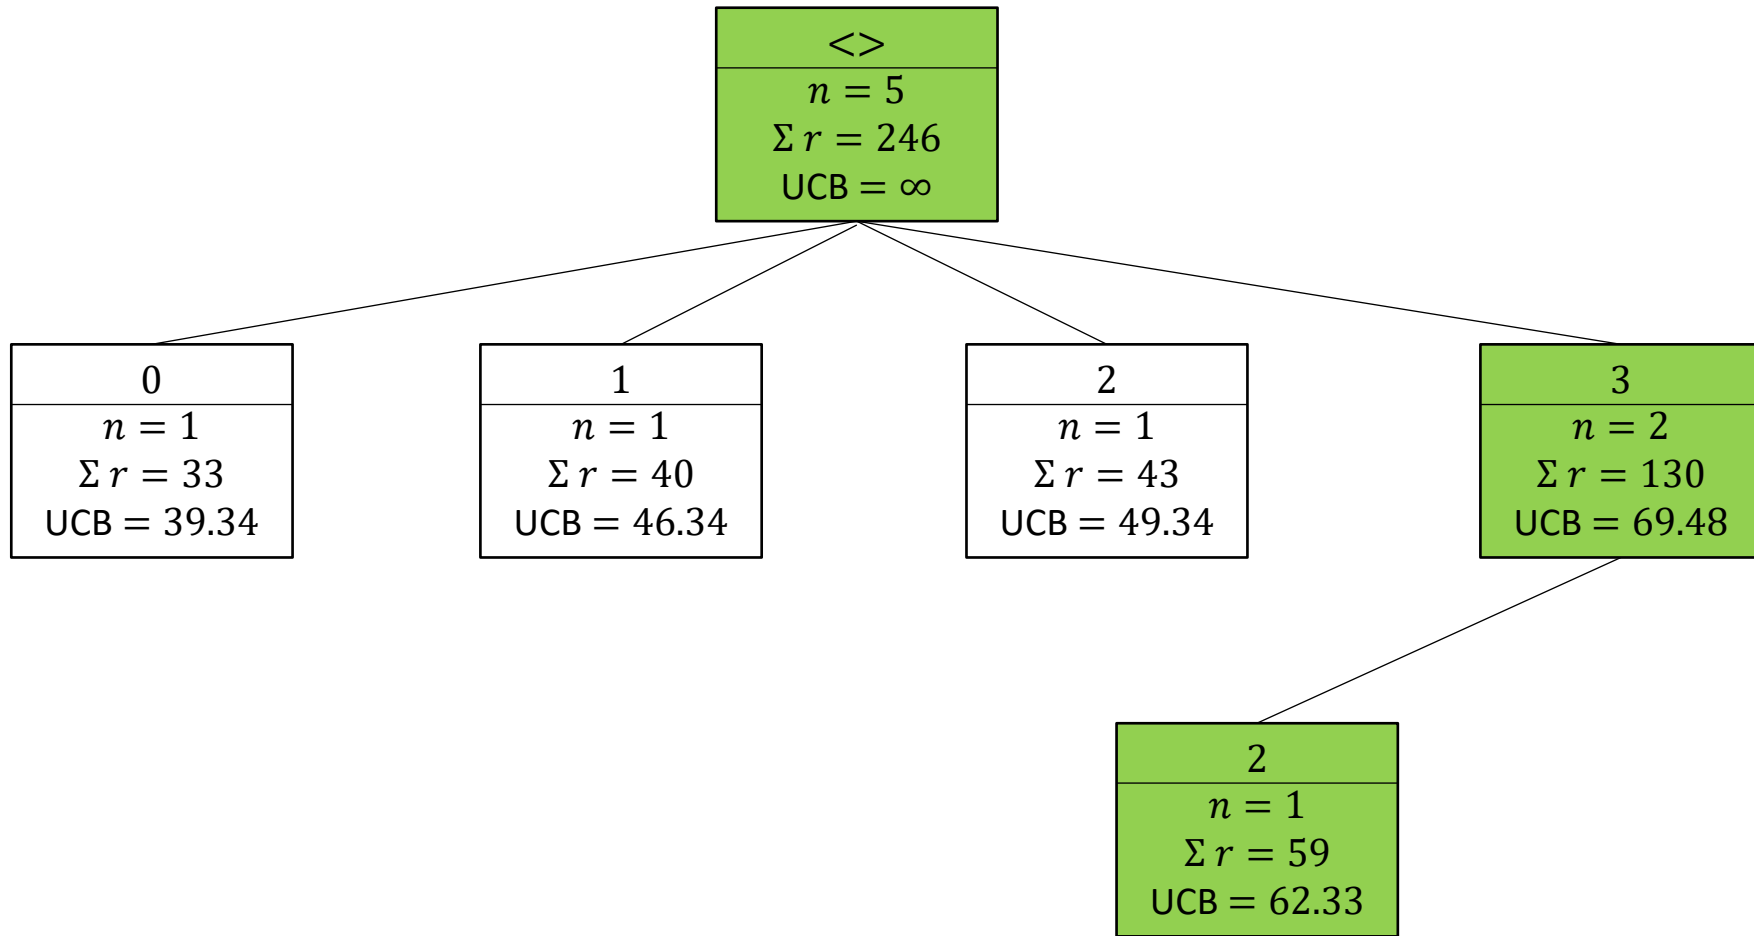 <>
n = 5
Σ r = 246
UCB = ∞
0
n = 1
Σ r = 33
UCB = 39.34
1
n = 1
Σ r = 40
UCB = 46.34
2
n = 1
Σ r = 43
UCB = 49.34
3
n = 2
Σ r = 130
UCB = 69.48
2
n = 1
Σ r = 59
UCB = 62.33